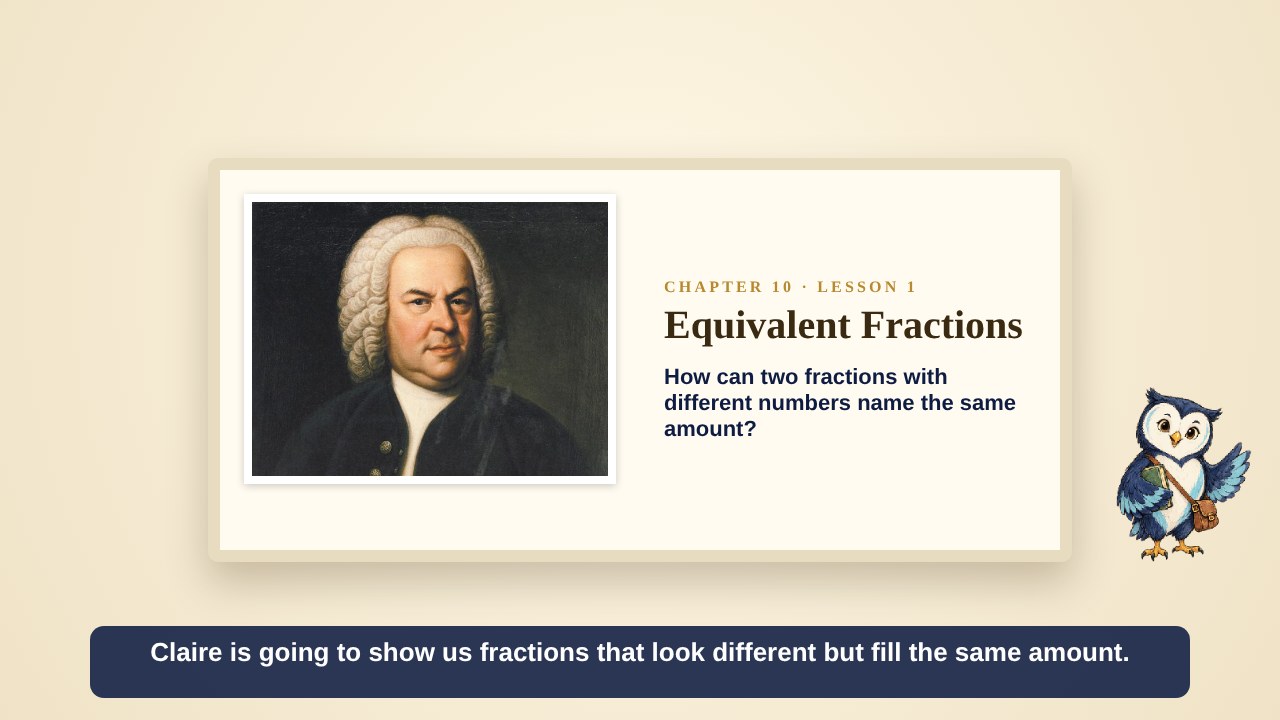 CHAPTER 10 · LESSON 1
Equivalent Fractions
How can two fractions with
different numbers name the same
amount?
Claire is going to show us fractions that look different but fill the same amount.